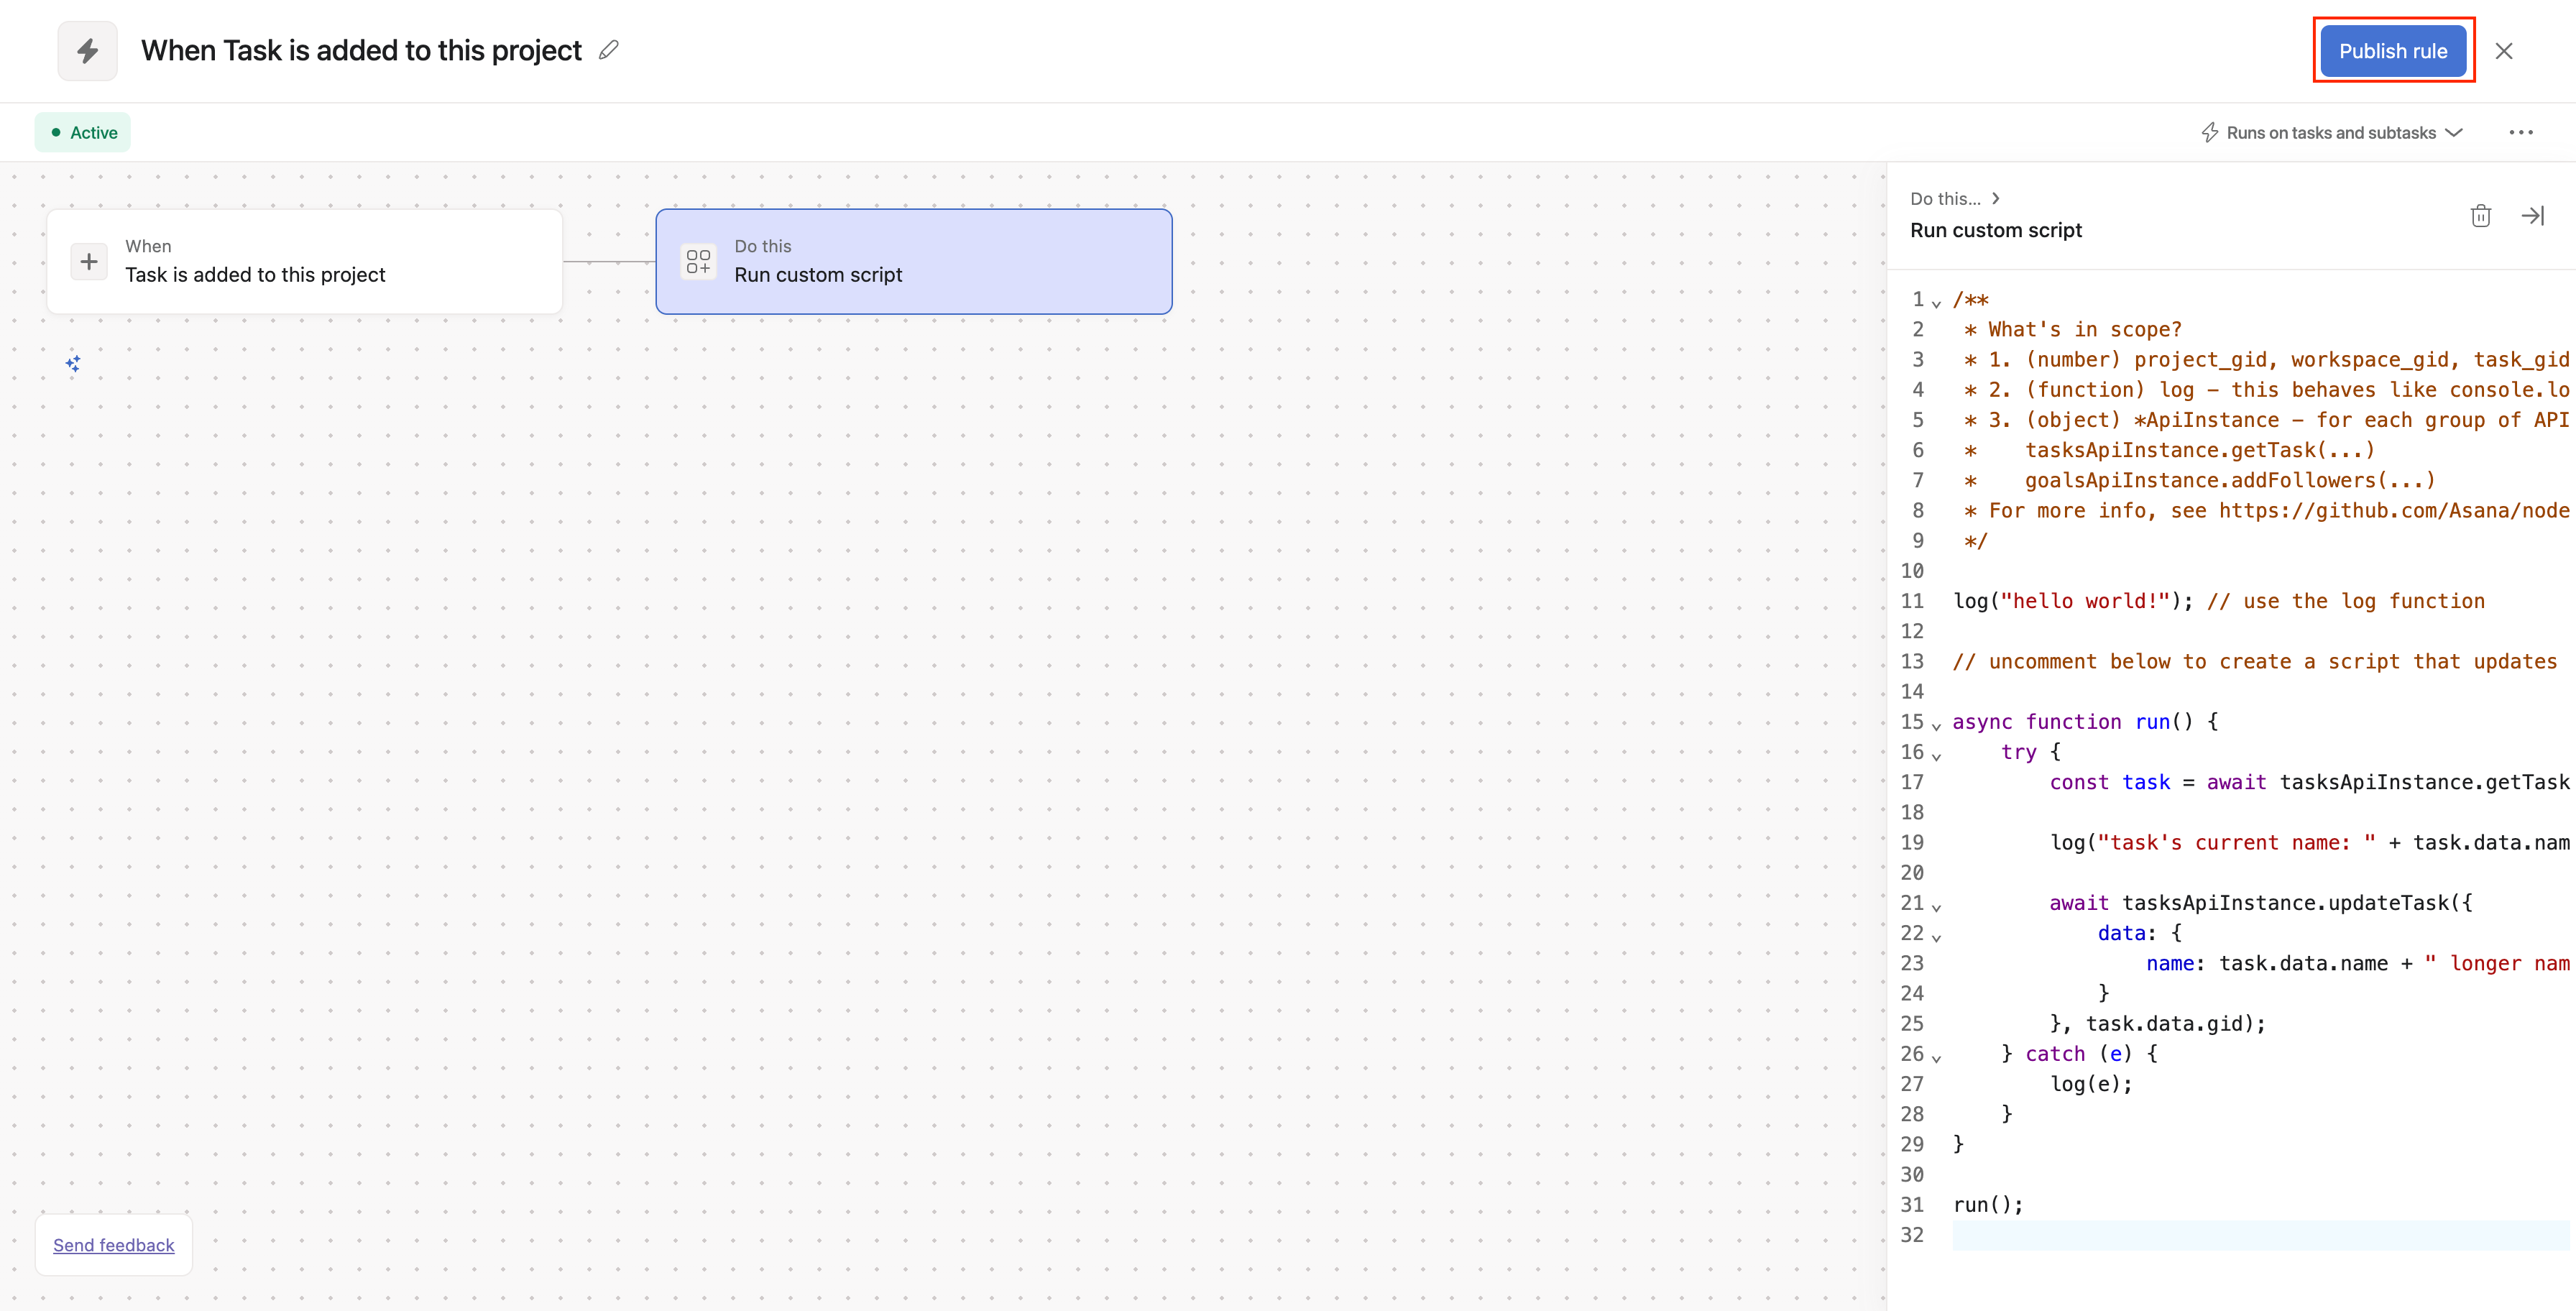 When Task is added to this project
Publish rule
Active
Runs on tasks and subtasks
When
Task is added to this project
Do this
Run custom script
Send feedback
Do this...
Run custom script
1 /**
2  * What's in scope?
3  * 1. (number) project_gid, workspace_gid, task_gid
4  * 2. (function) log – this behaves like console.lo
5  * 3. (object) *ApiInstance – for each group of API
6  *    tasksApiInstance.getTask(...)
7  *    goalsApiInstance.addFollowers(...)
8  * For more info, see https://github.com/Asana/node
9  */
10
11 log("hello world!"); // use the log function
12
13 // uncomment below to create a script that updates
14
15 async function run() {
16     try {
17         const task = await tasksApiInstance.getTask
18
19         log("task's current name: " + task.data.nam
20
21         await tasksApiInstance.updateTask({
22             data: {
23                 name: task.data.name + " longer nam
24             }
25         }, task.data.gid);
26     } catch (e) {
27         log(e);
28     }
29 }
30
31 run();
32